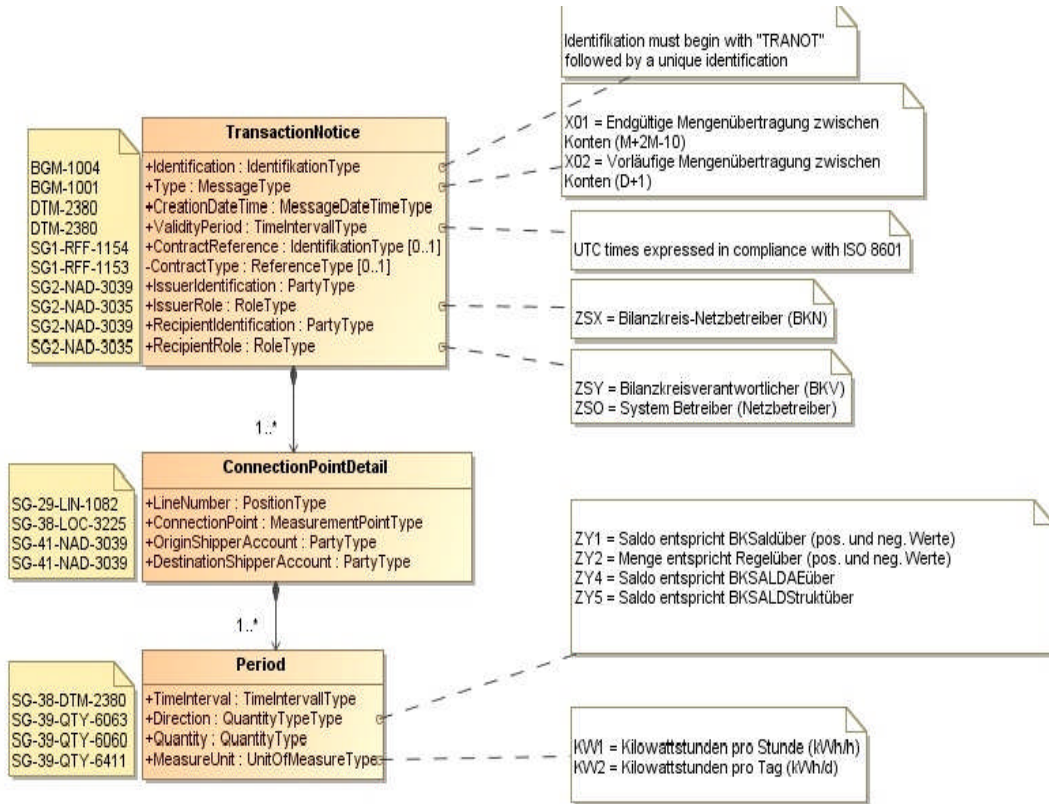 Identifikation must begin with "TRANOT"
followed by a unique identification
X01 = Endgültige Mengenübertragung zwischen
Konten (M+2M-10)
X02 = Vorläufige Mengenübertragung zwischen
Konten (D+1)
UTC times expressed in compliance with ISO 8601
ZSX = Bilanzkreis-Netzbetreiber (BKN)
ZSY = Bilanzkreisverantwortlicher (BKV)
ZSO = System Betreiber (Netzbetreiber)
TransactionNotice
BGM-1004
BGM-1001
DTM-2380
DTM-2380
SG1-RFF-1154
SG1-RFF-1153
SG2-NAD-3039
SG2-NAD-3035
SG2-NAD-3039
SG2-NAD-3035
+Identification : IdentifikationType
+Type : MessageType
+CreationDateTime : MessageDateTimeType
+ValidityPeriod : TimeIntervallType
+ContractReference : IdentifikationType [0..1]
-ContractType : ReferenceType [0..1]
+IssuerIdentification : PartyType
+IssuerRole : RoleType
+RecipientIdentification : PartyType
+RecipientRole : RoleType
1..*
ConnectionPointDetail
SG-29-LIN-1082
SG-38-LOC-3225
SG-41-NAD-3039
SG-41-NAD-3039
+LineNumber : PositionType
+ConnectionPoint : MeasurementPointType
+OriginShipperAccount : PartyType
+DestinationShipperAccount : PartyType
ZY1 = Saldo entspricht BKSaldüber (pos. und neg. Werte)
ZY2 = Menge entspricht Regelüber (pos. und neg. Werte)
ZY4 = Saldo entspricht BKSALDAEüber
ZY5 = Saldo entspricht BKSALDStruktüber
1..*
Period
SG-38-DTM-2380
SG-39-QTY-6063
SG-39-QTY-6060
SG-39-QTY-6411
+TimeInterval : TimeIntervallType
+Direction : QuantityTypeType
+Quantity : QuantityType
+MeasureUnit : UnitOfMeasureType
KW1 = Kilowattstunden pro Stunde (kWh/h)
KW2 = Kilowattstunden pro Tag (kWh/d)